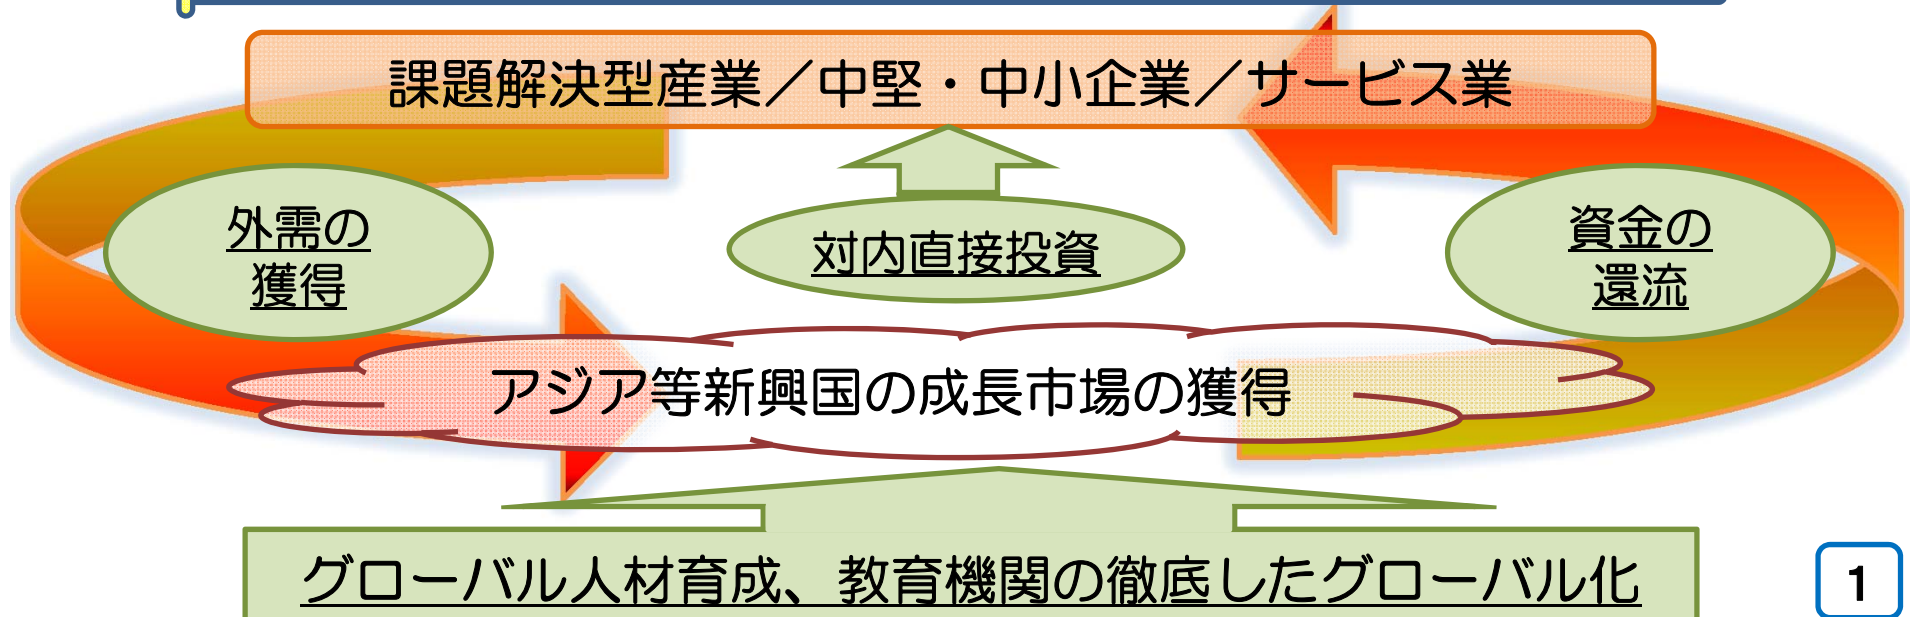 課題解決型産業／中堅・中小企業／サービス業
外需の
獲得
対内直接投資
資金の
還流
アジア等新興国の成長市場の獲得
グローバル人材育成、教育機関の徹底したグローバル化
1